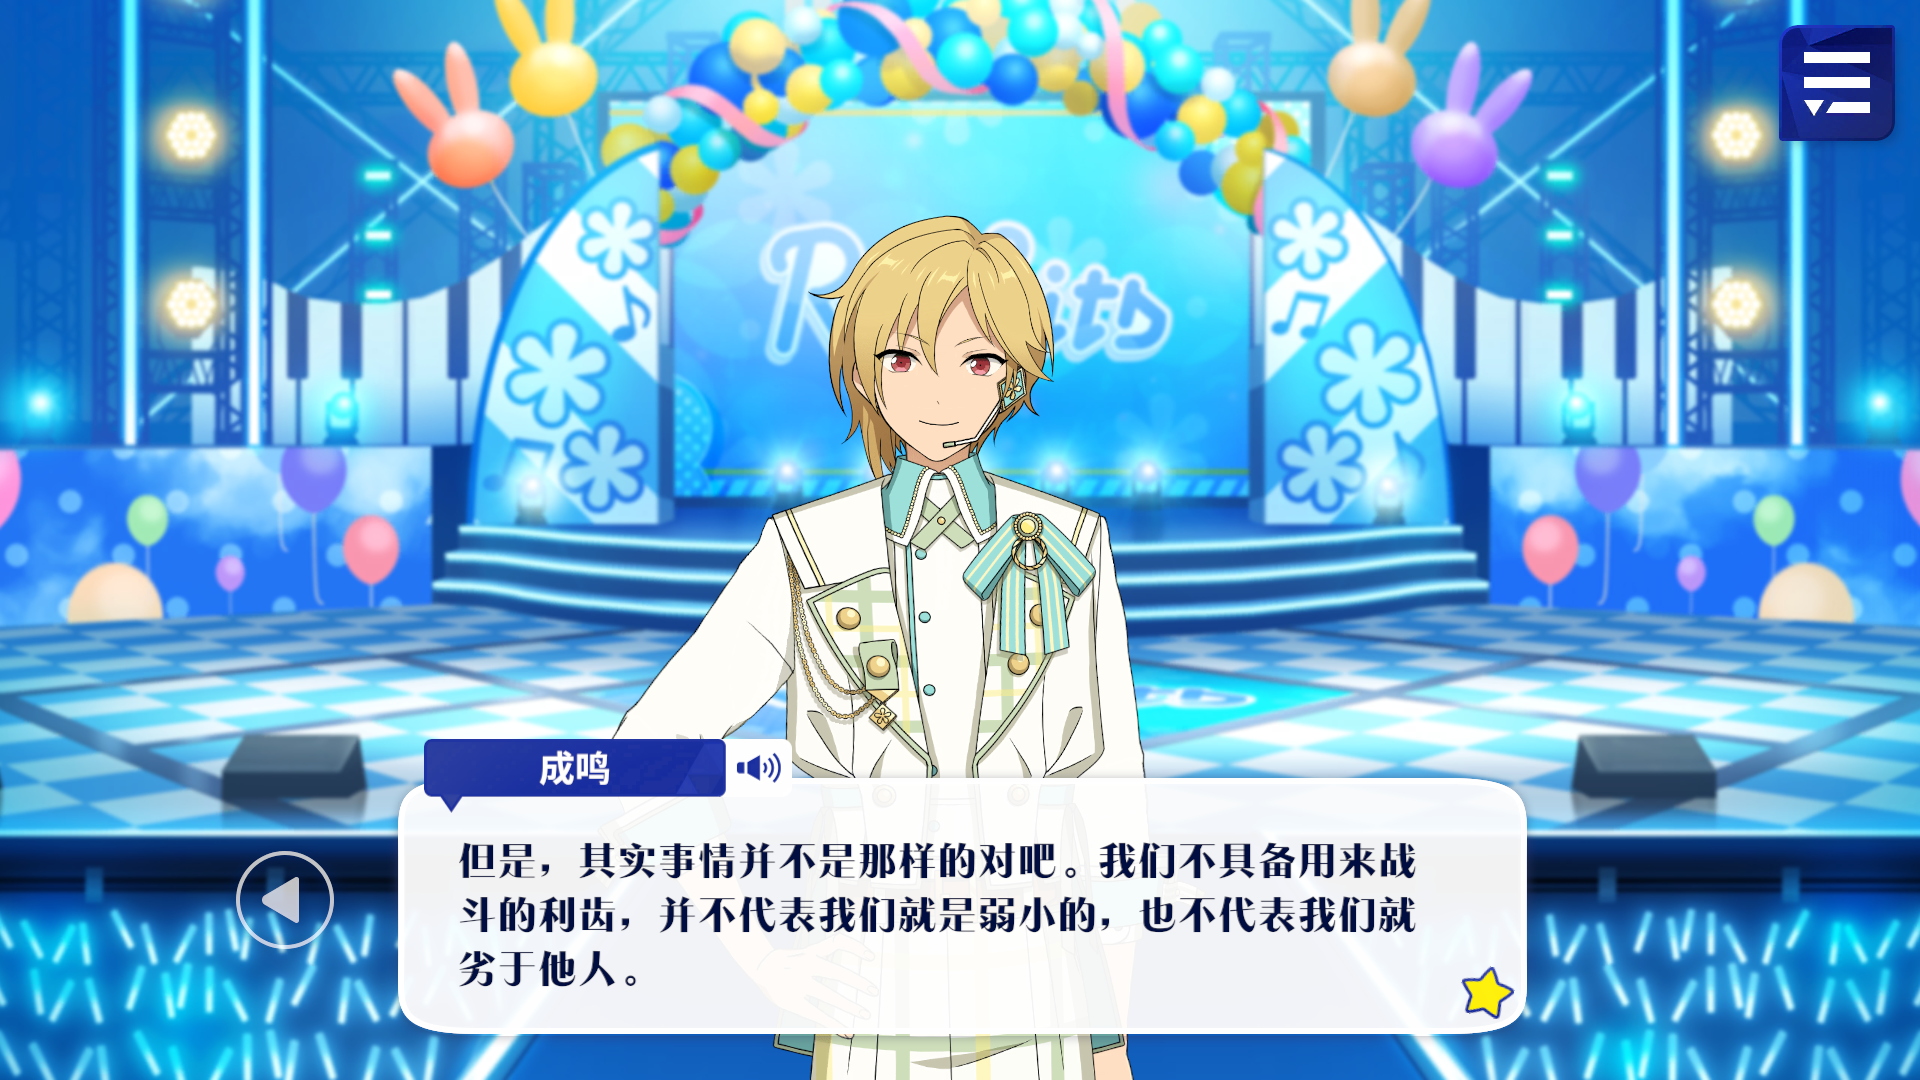 成鸣
但是，其实事情并不是那样的对吧。我们不具备用来战
斗的利齿，并不代表我们就是弱小的，也不代表我们就
劣于他人。